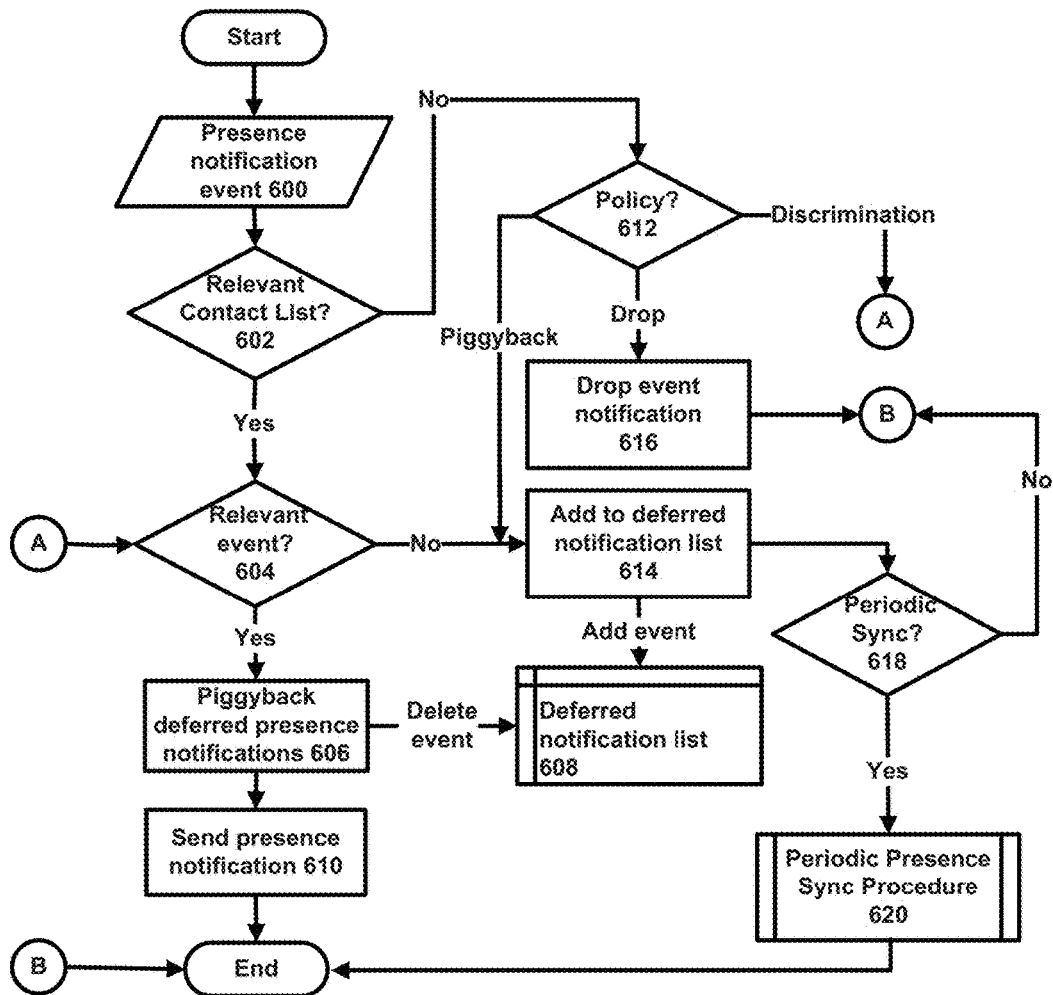 Start
Presence
notification
event 600
Relevant
Contact List?
602
Yes
No
Policy?
612
Discrimination
A
Drop
Piggyback
Drop event
notification
616
B
No
A
Relevant
event?
604
No
Add to deferred
notification list
614
Periodic
Sync?
618
Yes
Add event
Piggyback
deferred presence
notifications 606
Delete
event
Deferred
notification list
608
Yes
Send presence
notification 610
Periodic Presence
Sync Procedure
620
B
End